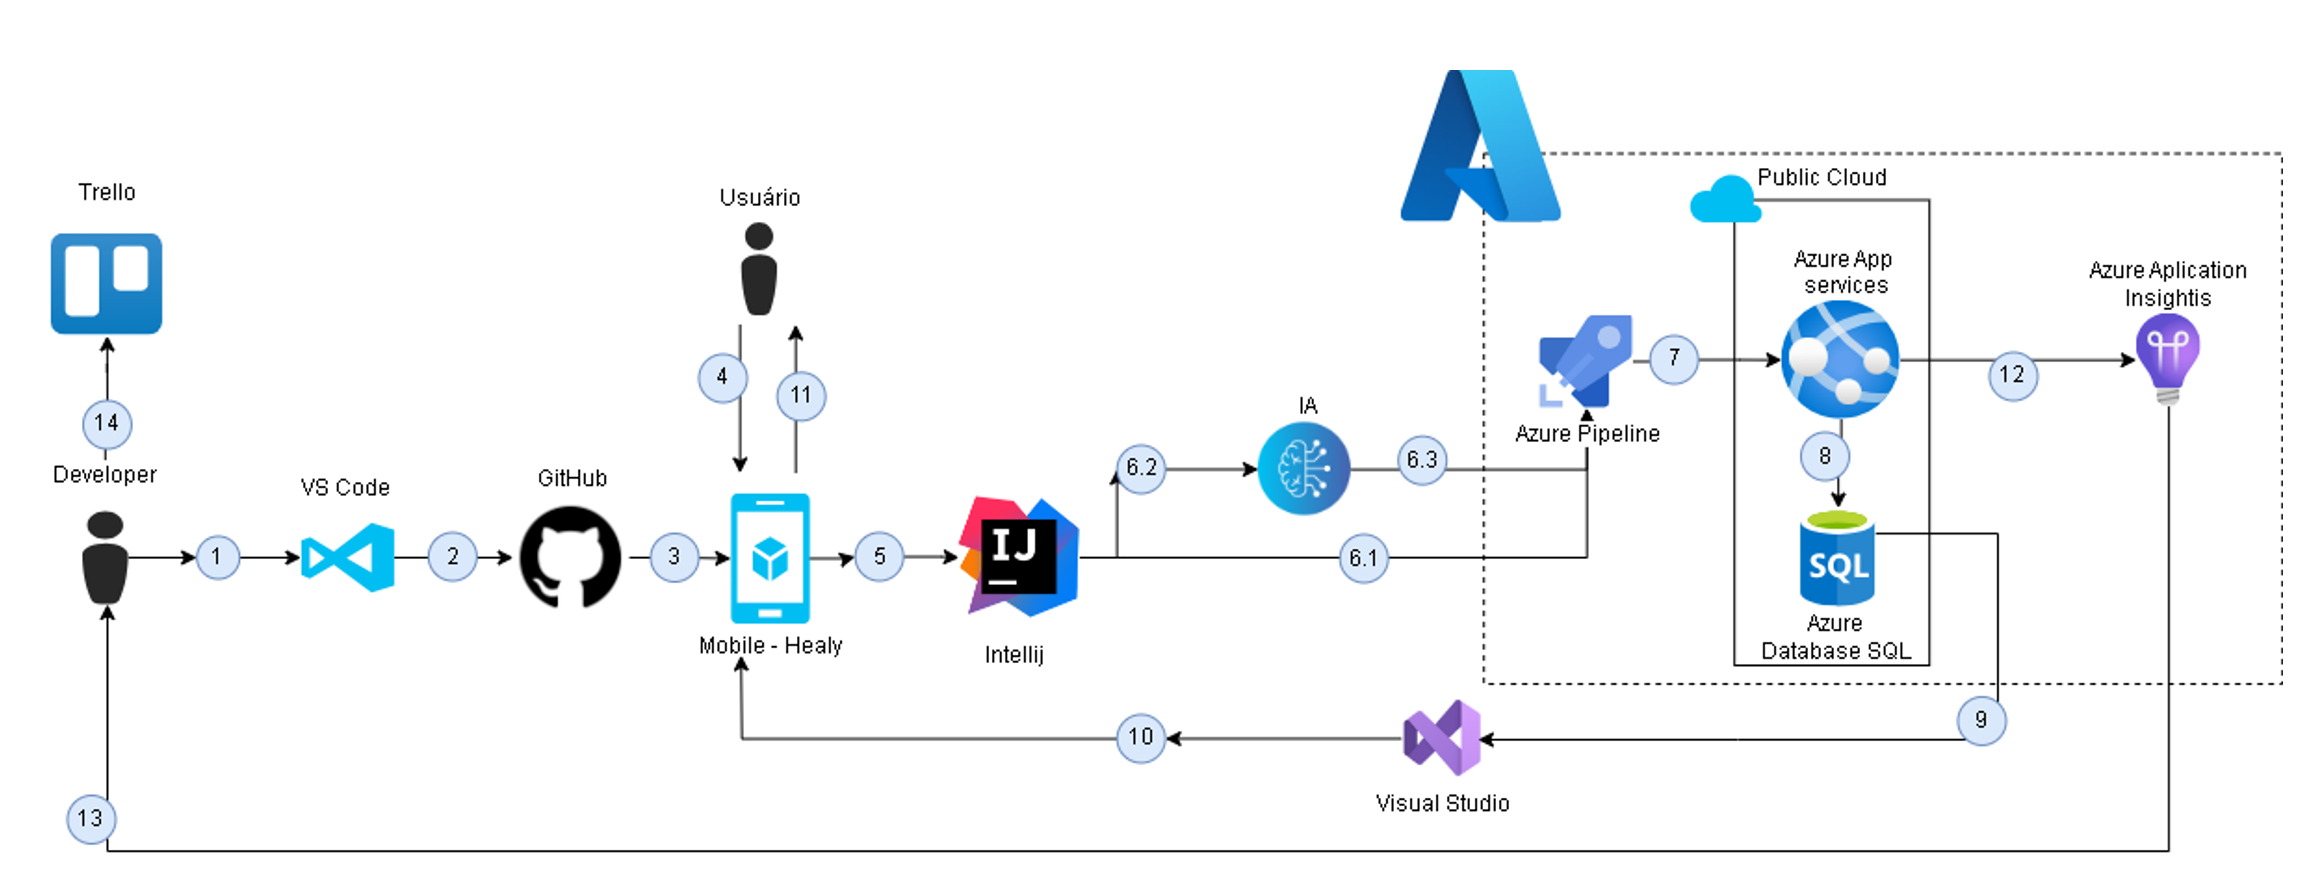 Public Cloud
Trello
Usuário
Azure App
services
Azure Aplication
Insightis
7
12
4
11
IA
14
Azure Pipeline
6.2
6.3
8
Developer
VS Code
GitHub
1
2
3
5
IJ
6.1
SQL
Mobile - Healy
Intellij
Azure
Database SQL
9
10
Visual Studio
13